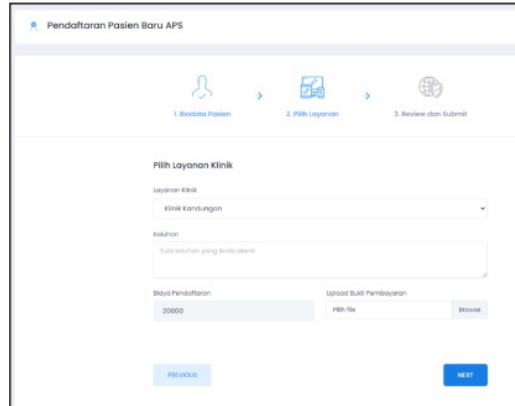 Pendaftaran Pasien Baru APS
1. Biodata Pasien
2. Pilih Layanan
3. Review dan Submit
Pilih Layanan Klinik
Layanan Klinik
Klinik Kandungan
Keluhan
Tulis keluhan yang Anda alami
Biaya Pendaftaran
Upload Bukti Pembayaran
20000
Pilih file
Browse
PREVIOUS
NEXT